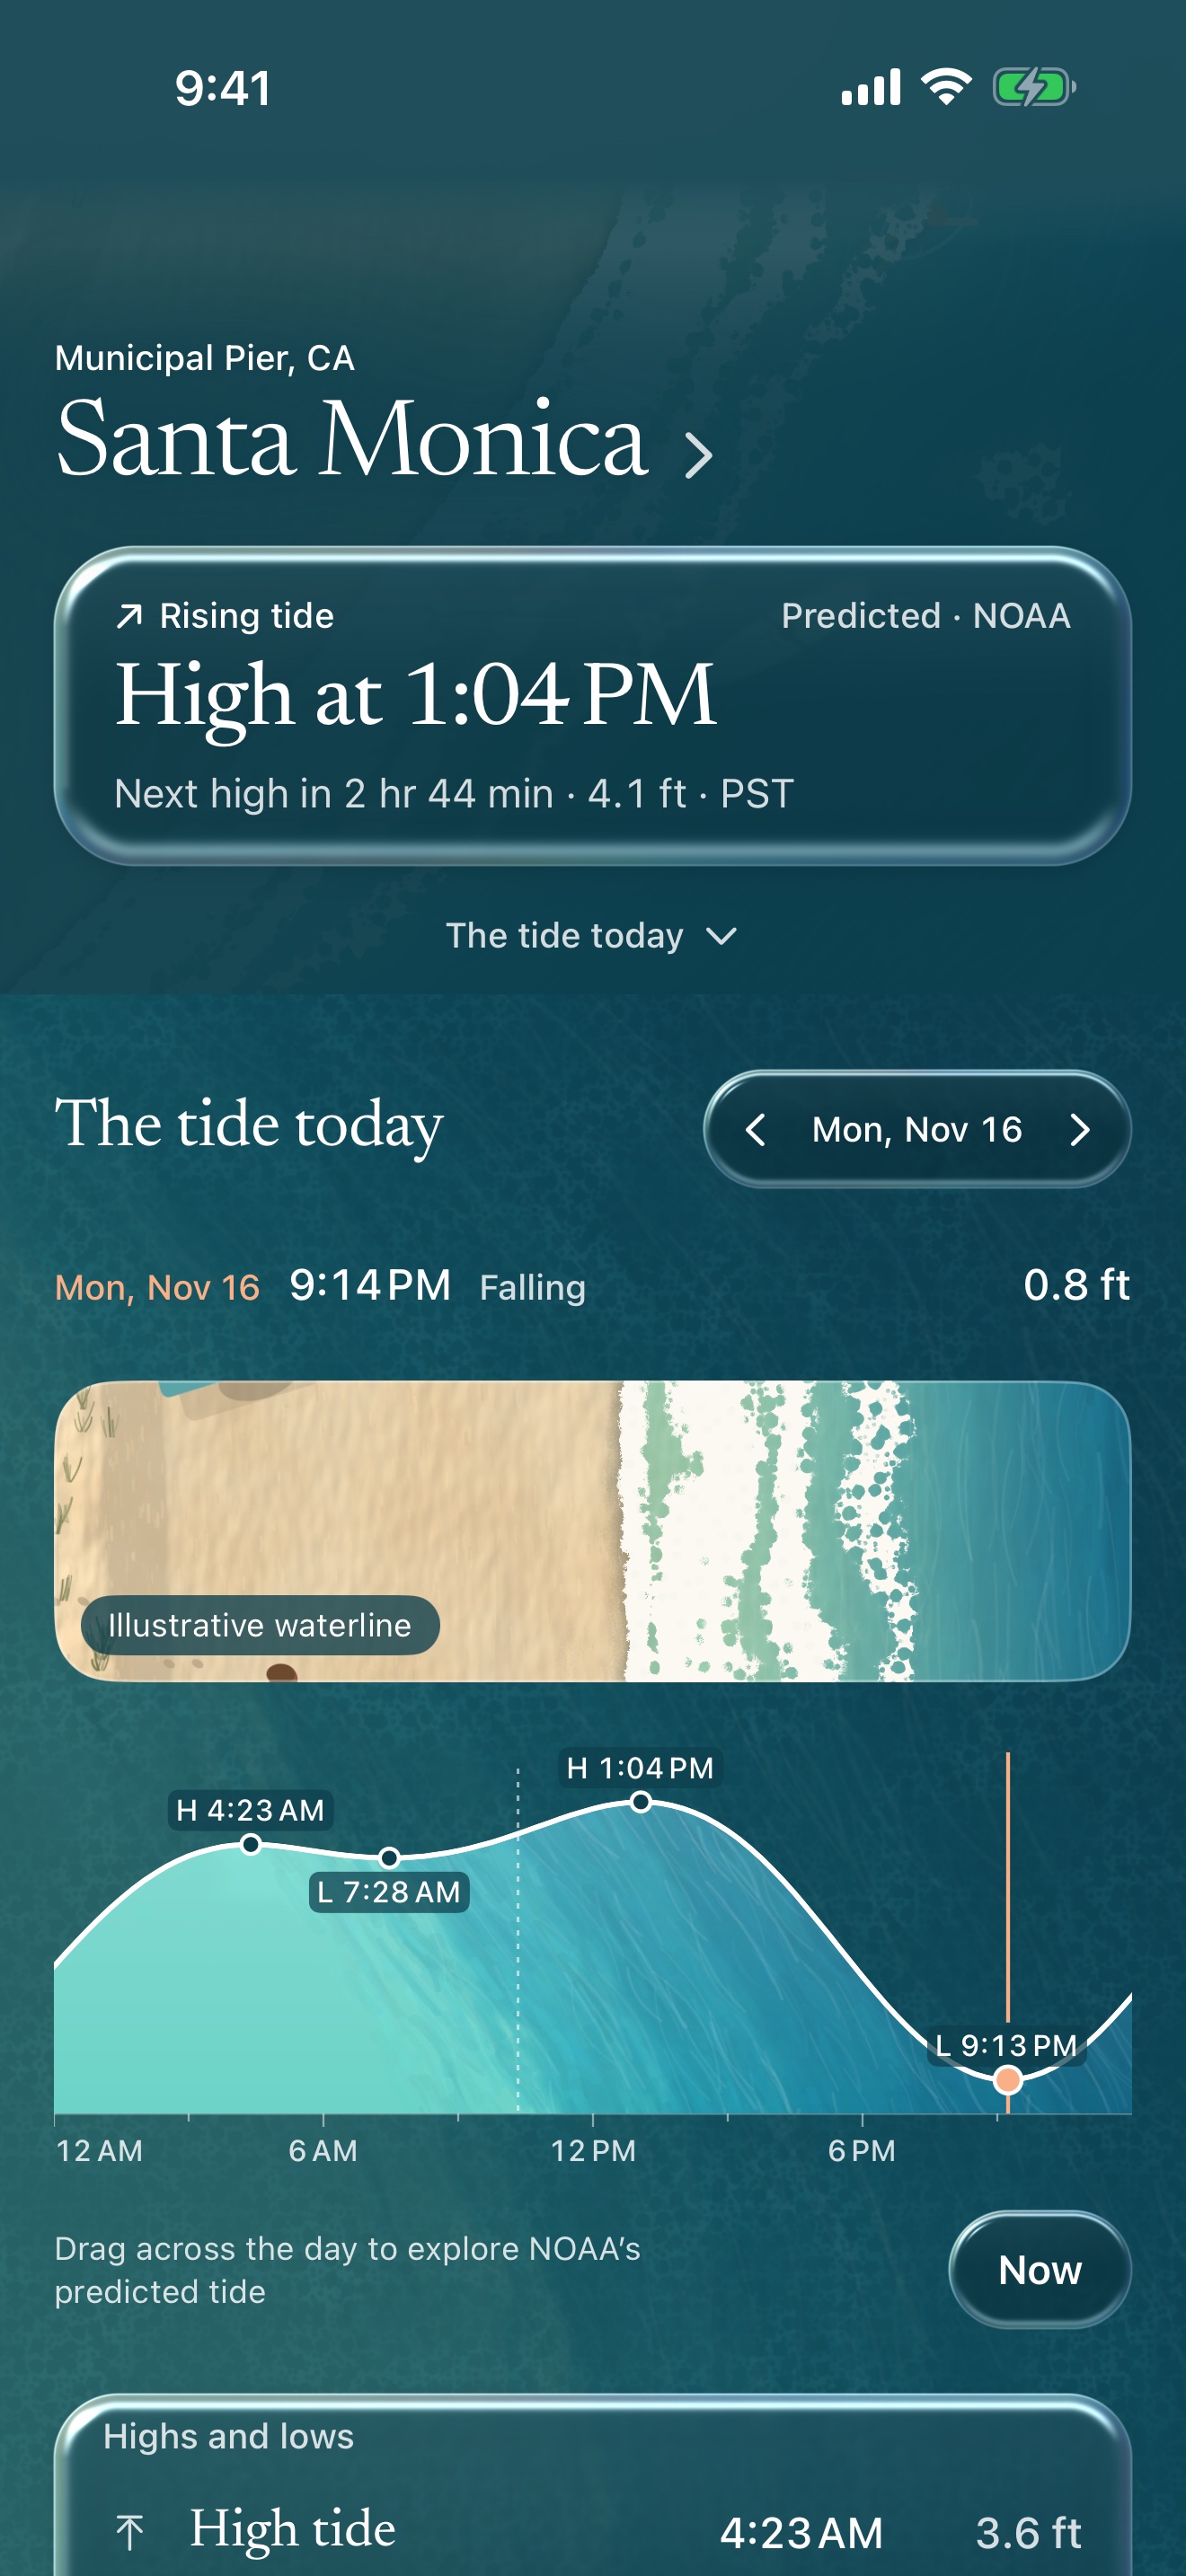 9:41
Municipal Pier, CA
Santa Monica
Rising tide
Predicted · NOAA
High at 1:04 PM
Next high in 2 hr 44 min · 4.1 ft · PST
The tide today
The tide today
Mon, Nov 16
Mon, Nov 16 9:14 PM Falling 0.8 ft
Illustrative waterline
H 1:04 PM
H 4:23 AM
L 7:28 AM
L 9:13 PM
12 AM 6 AM 12 PM 6 PM
Drag across the day to explore NOAA’s
predicted tide
Now
Highs and lows
High tide 4:23 AM 3.6 ft